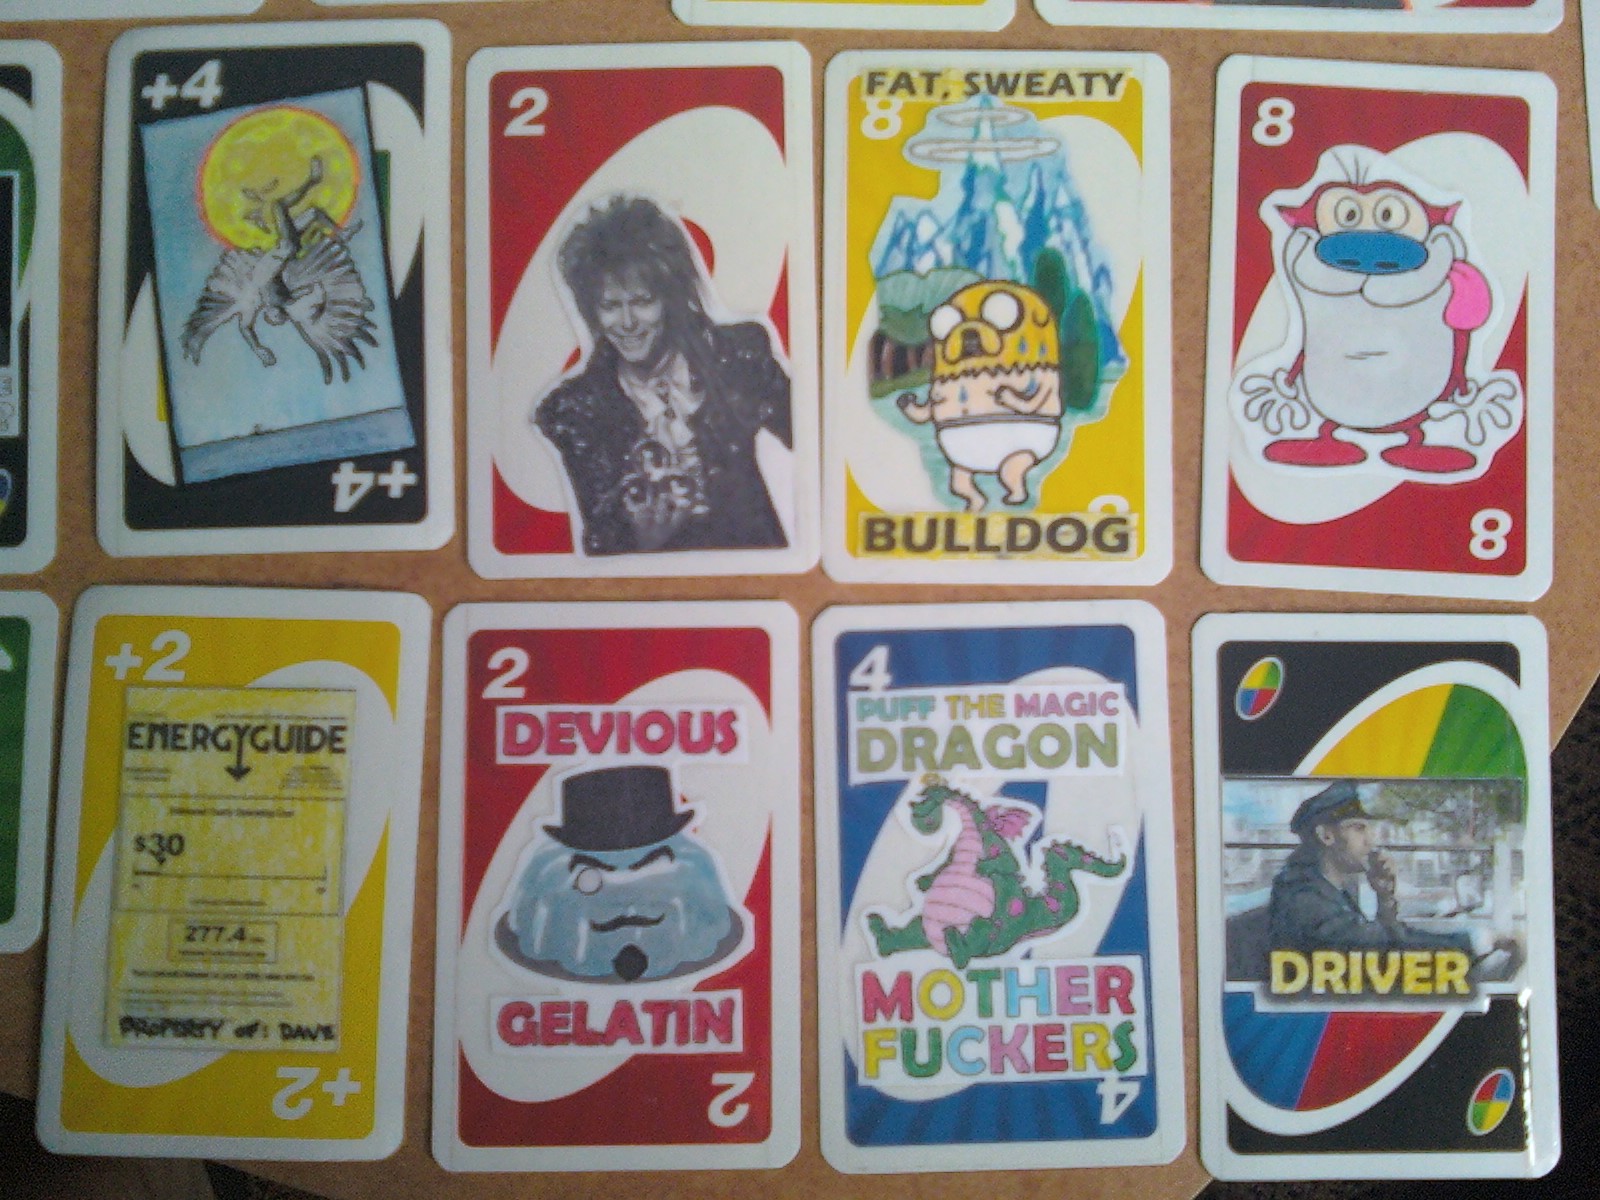 +4
+4
2
FAT, SWEATY
8
8
BULLDOG
8
8
+2
ENERGYGUIDE
$30
277.4
PROPERTY OF: DAVE
+2
2
DEVIOUS
GELATIN
2
4
PUFF THE MAGIC
DRAGON
MOTHER
FUCKERS
4
DRIVER